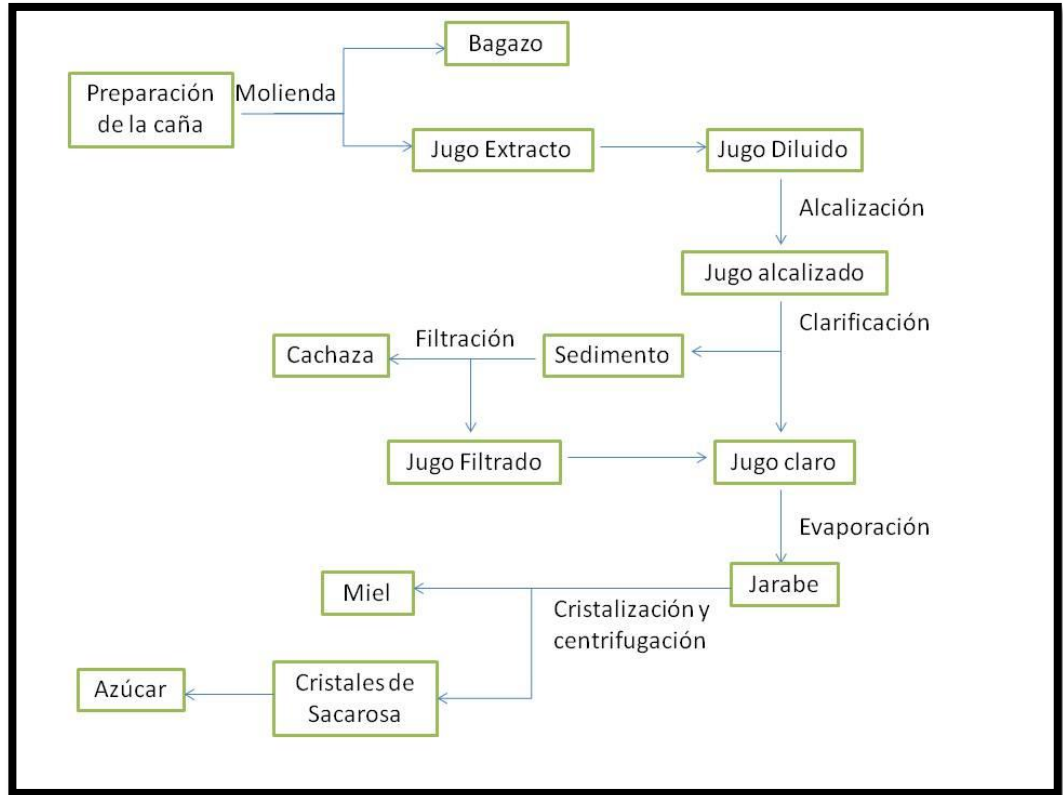 Bagazo
Preparación
de la caña
Molienda
Jugo Extracto
Jugo Diluido
Alcalización
Jugo alcalizado
Clarificación
Filtración
Cachaza
Sedimento
Jugo Filtrado
Jugo claro
Evaporación
Jarabe
Miel
Cristalización y
centrifugación
Azúcar
Cristales de
Sacarosa